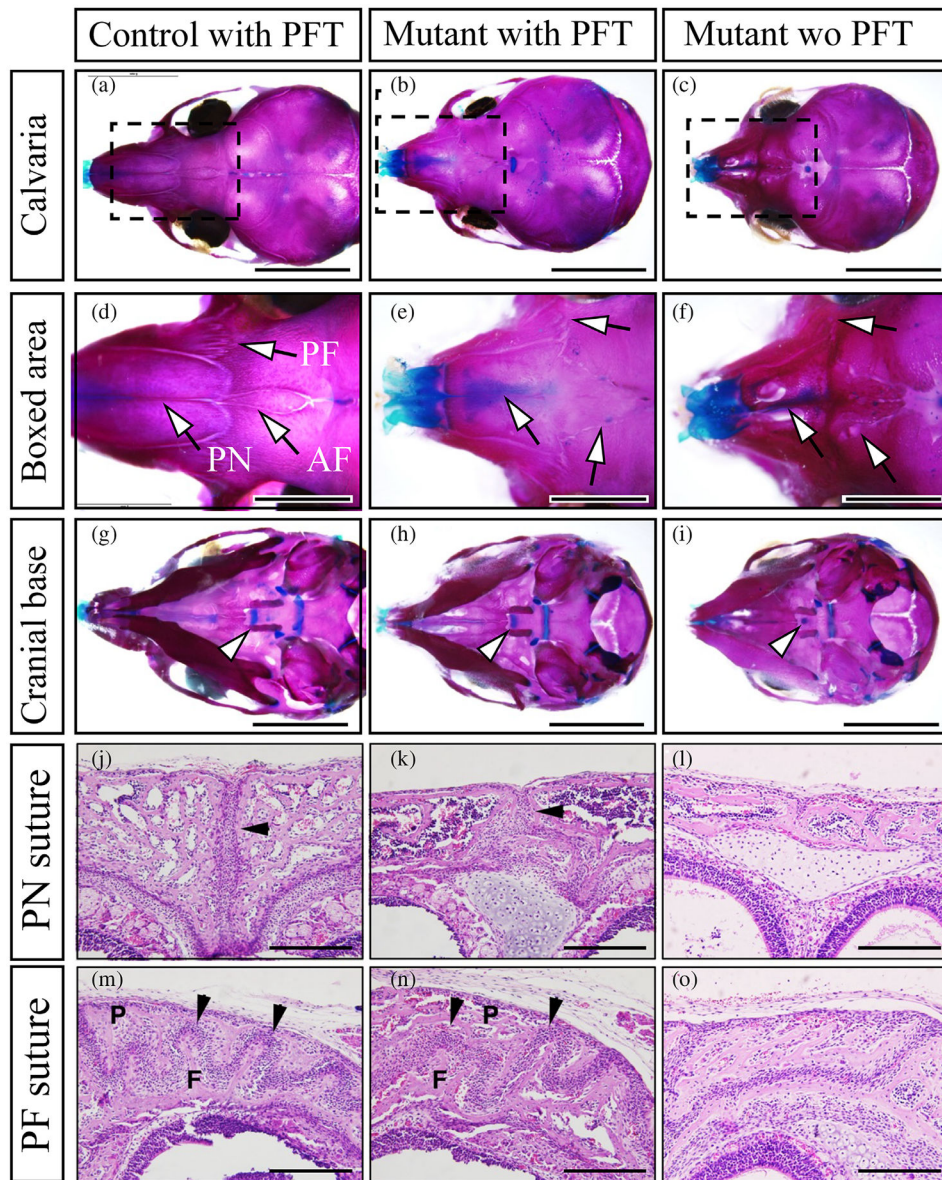 Control with PFT
Mutant with PFT
Mutant wo PFT
Calvaria
(a)
(b)
(c)
Boxed area
(d)
PF
PN
AF
(e)
(f)
Cranial base
(g)
(h)
(i)
PN suture
(j)
(k)
(l)
PF suture
(m)
P
F
(n)
P
F
(o)